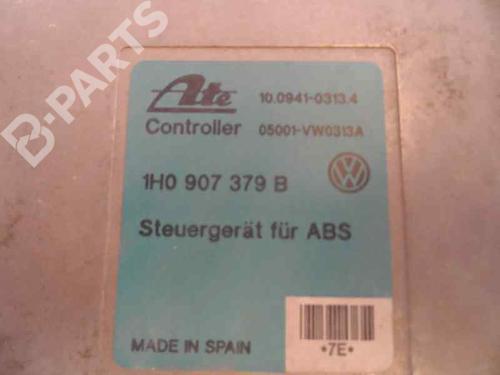 B-PARTS
Ate 10.0941-0313.4
Controller 05001-VW0313A
1H0 907 379 B
Steuergerät für ABS
MADE IN SPAIN *7E*